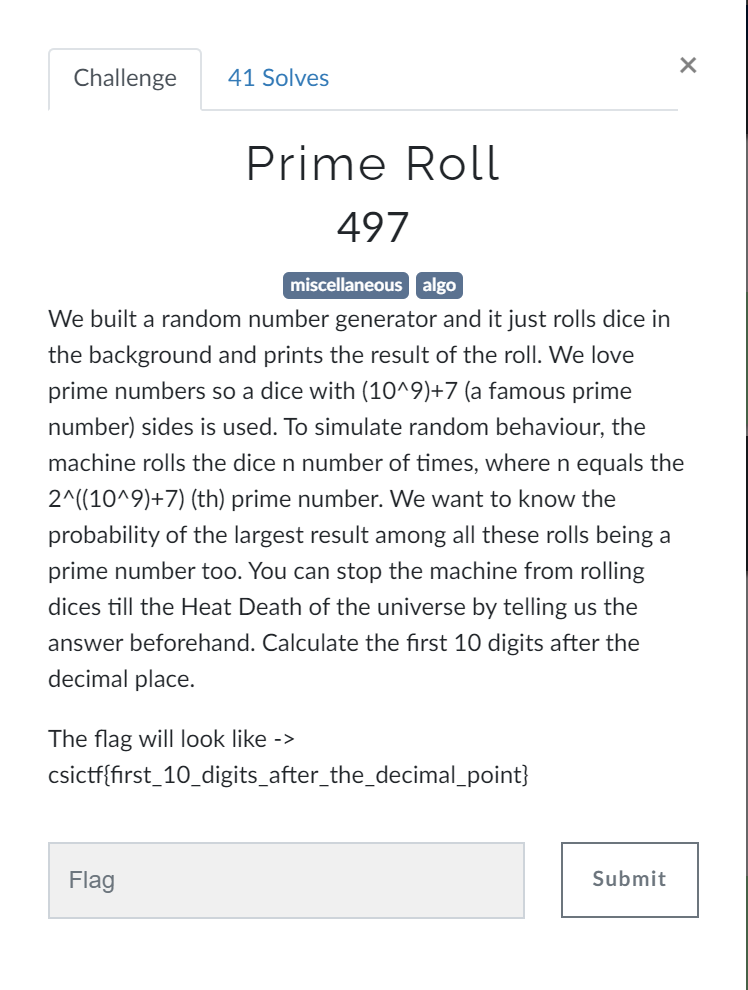 Challenge
41 Solves
×
Prime Roll
497
miscellaneous algo
We built a random number generator and it just rolls dice in
the background and prints the result of the roll. We love
prime numbers so a dice with (10^9)+7 (a famous prime
number) sides is used. To simulate random behaviour, the
machine rolls the dice n number of times, where n equals the
2^((10^9)+7) (th) prime number. We want to know the
probability of the largest result among all these rolls being a
prime number too. You can stop the machine from rolling
dices till the Heat Death of the universe by telling us the
answer beforehand. Calculate the first 10 digits after the
decimal place.
The flag will look like ->
csictf{first_10_digits_after_the_decimal_point}
Flag
Submit